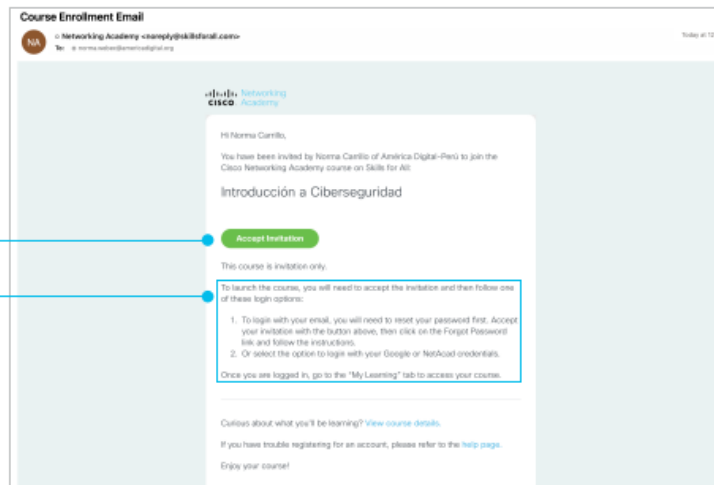 Course Enrollment Email
NA
Networking Academy <noreply@skillsforall.com>
Today at 12
To: norma.weber@americadigital.org
CISCO Networking Academy
Hi Norma Carrillo,
You have been invited by Norma Carrillo of América Digital-Perú to join the
Cisco Networking Academy course on Skills for All:
Introducción a Ciberseguridad
Accept Invitation
This course is invitation only.
To launch the course, you will need to accept the invitation and then follow one
of these login options:
1. To login with your email, you will need to reset your password first. Accept
your invitation with the button above, then click on the Forgot Password
link and follow the instructions.
2. Or select the option to login with your Google or NetAcad credentials.
Once you are logged in, go to the "My Learning" tab to access your course.
Curious about what you'll be learning? View course details.
If you have trouble registering for an account, please refer to the help page.
Enjoy your course!